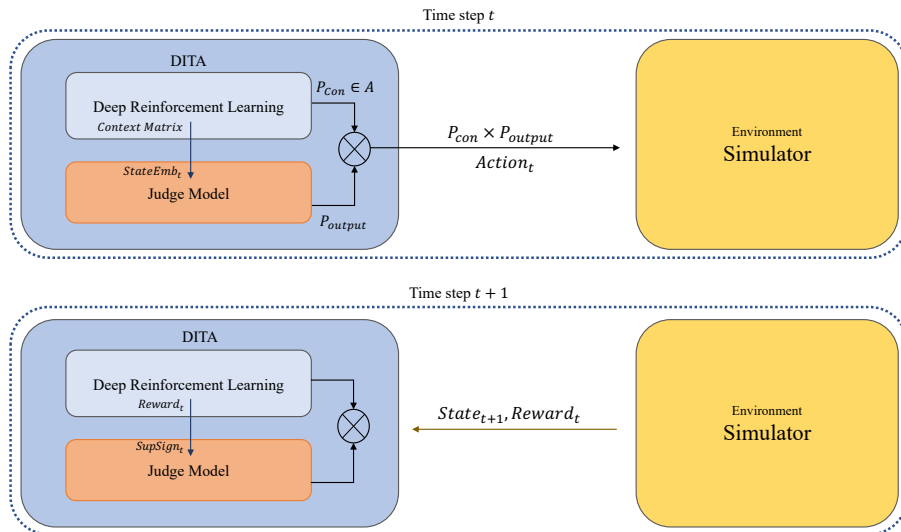 Time step t
DITA
P_Con ∈ A
Deep Reinforcement Learning
Context Matrix
P_con × P_output
Action_t
StateEmb_t
Judge Model
P_output
Environment
Simulator
Time step t + 1
DITA
Deep Reinforcement Learning
Reward_t
State_{t+1}, Reward_t
SupSign_t
Judge Model
Environment
Simulator